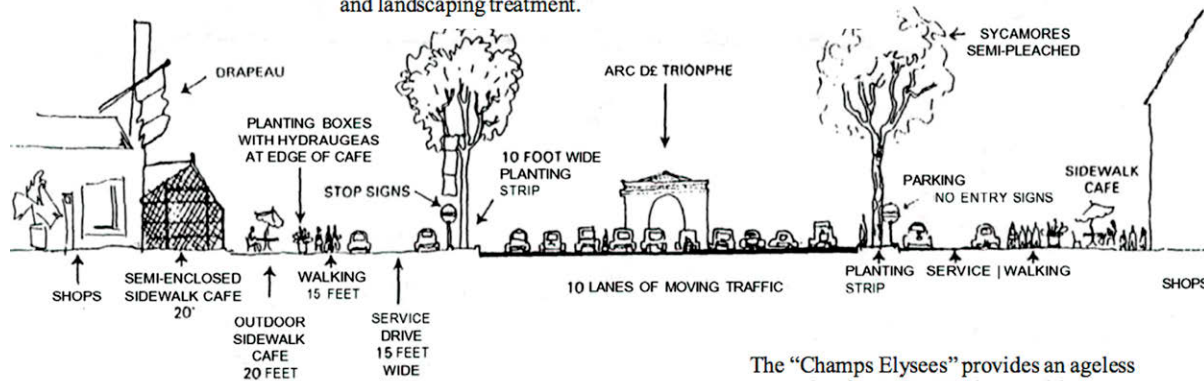 and landscaping treatment.
DRAPEAU
PLANTING BOXES
WITH HYDRAUGEAS
AT EDGE OF CAFE
STOP SIGNS
10 FOOT WIDE
PLANTING
STRIP
ARC DE TRIONPHE
SYCAMORES
SEMI-PLEACHED
PARKING
NO ENTRY SIGNS
SIDEWALK
CAFE
SHOPS
SEMI-ENCLOSED
SIDEWALK CAFE
20'
OUTDOOR
SIDEWALK
CAFE
20 FEET
WALKING
15 FEET
SERVICE
DRIVE
15 FEET
WIDE
10 LANES OF MOVING TRAFFIC
PLANTING
STRIP
SERVICE | WALKING
SHOPS
The “Champs Elysees” provides an ageless